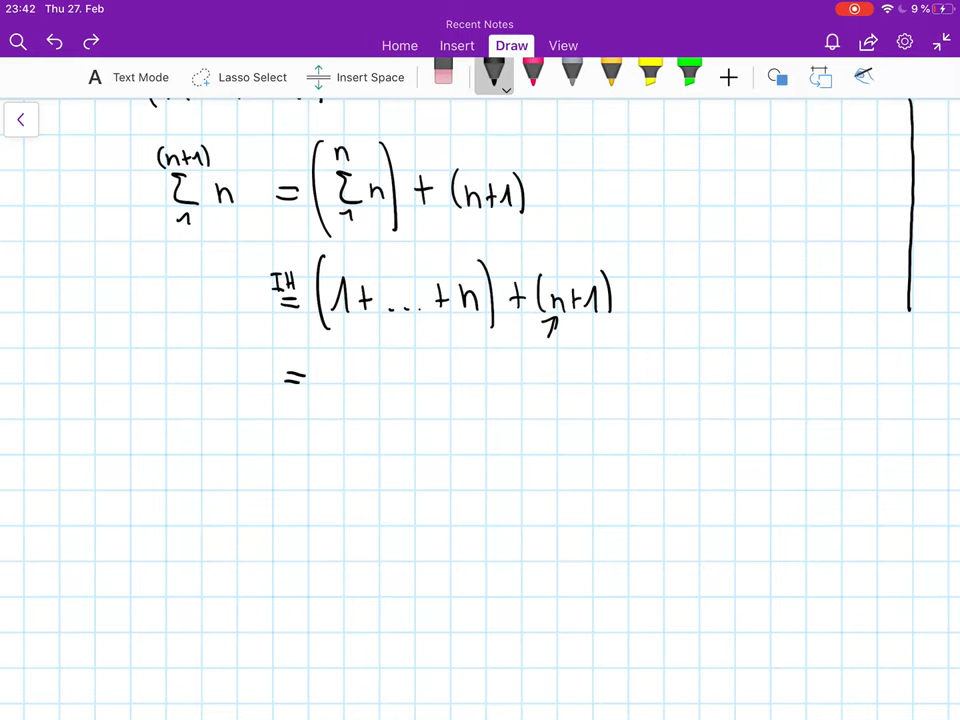 23:42 Thu 27. Feb 9 %
Recent Notes
Home Insert Draw View
A Text Mode Lasso Select Insert Space
(n+1)
∑ n = (∑ n) + (n+1)
1 n 1
IH
= (1 + ... + n) + (n+1)
=